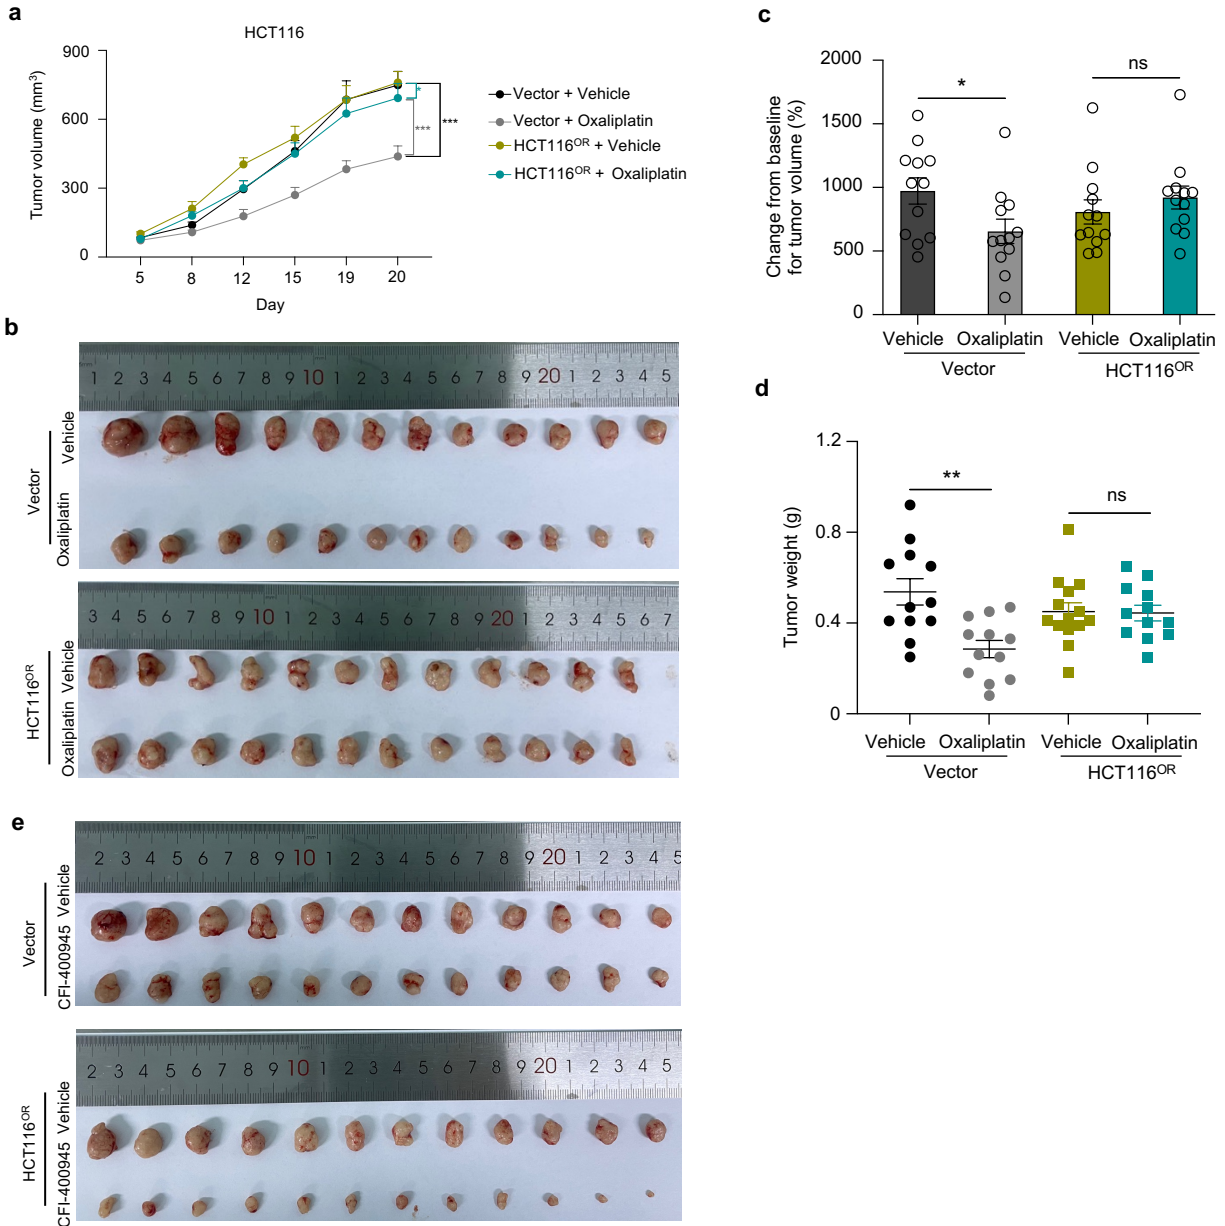 a
HCT116
900
600
300
0
Tumor volume (mm³)
5 8 12 15 19 20
Day
*
***
***
Vector + Vehicle
Vector + Oxaliplatin
HCT116ᴼᴿ + Vehicle
HCT116ᴼᴿ + Oxaliplatin
b
Vector
Vehicle
Oxaliplatin
1 2 3 4 5 6 7 8 9 10 1 2 3 4 5 6 7 8 9 20 1 2 3 4 5
HCT116ᴼᴿ
Vehicle
Oxaliplatin
3 4 5 6 7 8 9 10 1 2 3 4 5 6 7 8 9 20 1 2 3 4 5 6 7
c
2000
1500
1000
500
0
Change from baseline
for tumor volume (%)
*
ns
Vehicle Oxaliplatin Vehicle Oxaliplatin
Vector HCT116ᴼᴿ
d
1.2
0.8
0.4
0
Tumor weight (g)
**
ns
Vehicle Oxaliplatin Vehicle Oxaliplatin
Vector HCT116ᴼᴿ
e
Vector
Vehicle
CFI-400945
2 3 4 5 6 7 8 9 10 1 2 3 4 5 6 7 8 9 20 1 2 3 4 5
HCT116ᴼᴿ
Vehicle
CFI-400945
2 3 4 5 6 7 8 9 10 1 2 3 4 5 6 7 8 9 20 1 2 3 4 5